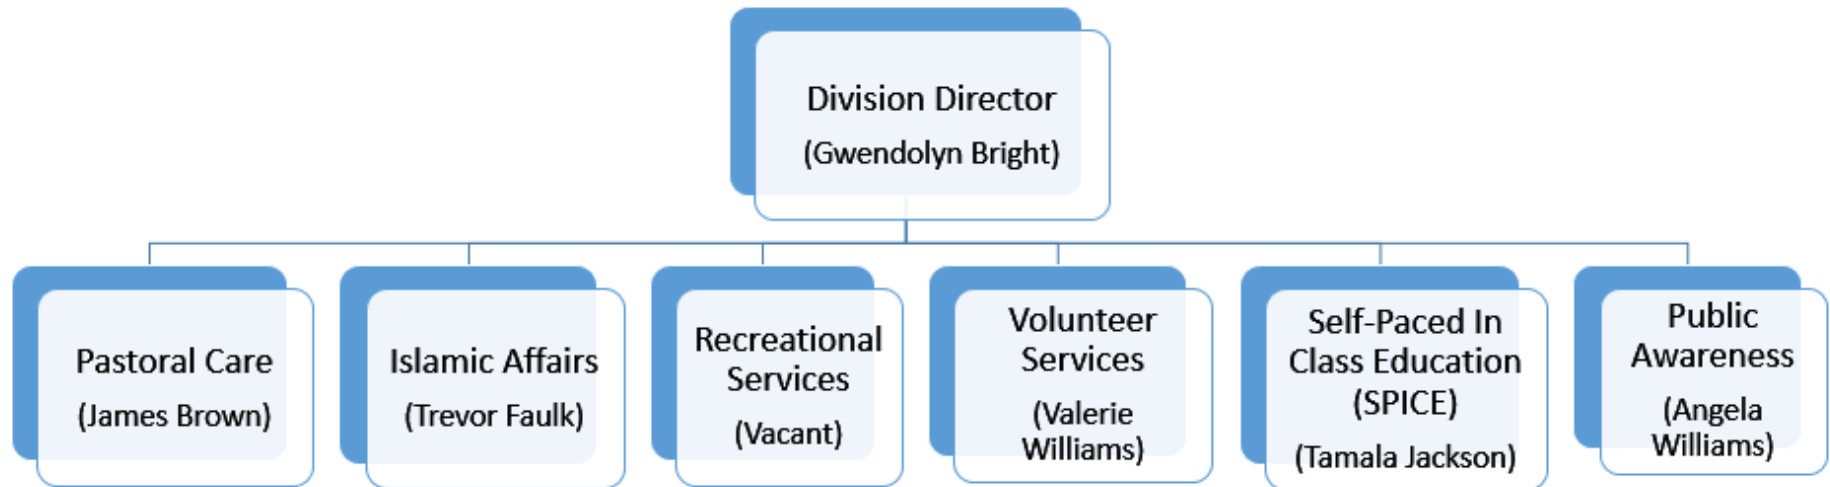 Division Director
(Gwendolyn Bright)
Pastoral Care
(James Brown)
Islamic Affairs
(Trevor Faulk)
Recreational
Services
(Vacant)
Volunteer
Services
(Valerie
Williams)
Self-Paced In
Class Education
(SPICE)
(Tamala Jackson)
Public
Awareness
(Angela
Williams)